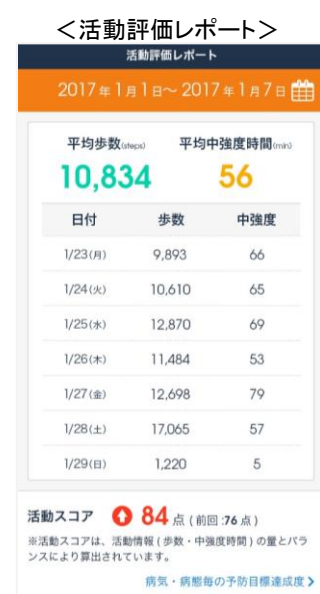 ＜活動評価レポート＞
活動評価レポート
2017年1月1日〜 2017年1月7日
平均歩数(steps) 平均中強度時間(min)
10,834 56
日付 歩数 中強度
1/23(月) 9,893 66
1/24(火) 10,610 65
1/25(水) 12,870 69
1/26(木) 11,484 53
1/27(金) 12,698 79
1/28(土) 17,065 57
1/29(日) 1,220 5
活動スコア 84点 (前回:76点)
※活動スコアは、活動情報(歩数・中強度時間)の量とバラ
ンスにより算出されています。
病気・病態毎の予防目標達成度